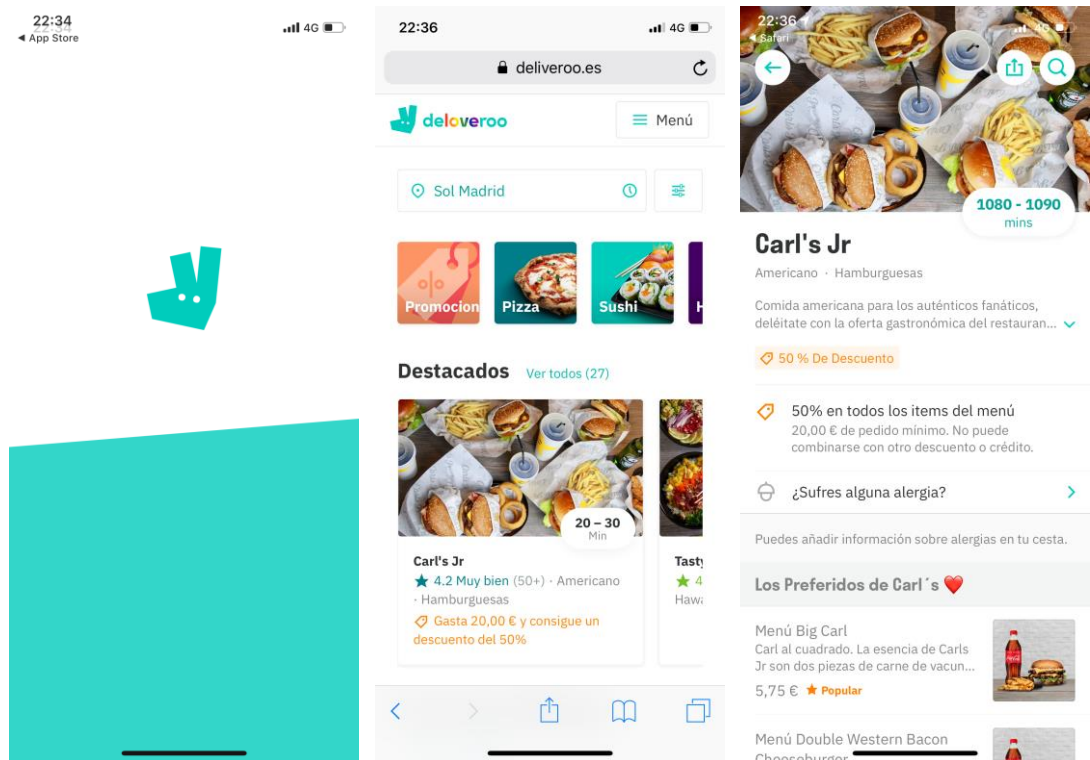 22:34
App Store
4G
22:36
4G
deliveroo.es
deloveroo
Menú
Sol Madrid
Promocion
Pizza
Sushi
H
Destacados
Ver todos (27)
20 – 30
Min
Carl's Jr
4.2 Muy bien (50+) · Americano
· Hamburguesas
Gasta 20,00 € y consigue un
descuento del 50%
Tasty
4
Hawa
22:36
Safari
4G
1080 - 1090
mins
Carl's Jr
Americano · Hamburguesas
Comida americana para los auténticos fanáticos,
deléitate con la oferta gastronómica del restauran...
50 % De Descuento
50% en todos los items del menú
20,00 € de pedido mínimo. No puede
combinarse con otro descuento o crédito.
¿Sufres alguna alergia?
Puedes añadir información sobre alergias en tu cesta.
Los Preferidos de Carl´s ❤️
Menú Big Carl
Carl al cuadrado. La esencia de Carls
Jr son dos piezas de carne de vacun...
5,75 € ★ Popular
Menú Double Western Bacon
Cheeseburger